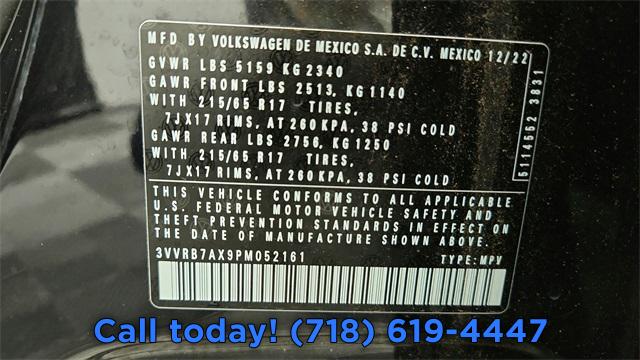 MFD BY VOLKSWAGEN DE MEXICO S.A. DE C.V. MEXICO 12/22
GVWR LBS 5159 KG 2340
GAWR FRONT LBS 2513, KG 1140
WITH 215/65 R17 TIRES,
7JX17 RIMS, AT 260 KPA, 38 PSI COLD
GAWR REAR LBS 2756, KG 1250
WITH 215/65 R17 TIRES,
7JX17 RIMS, AT 260 KPA, 38 PSI COLD
5114552 3831
THIS VEHICLE CONFORMS TO ALL APPLICABLE
U.S. FEDERAL MOTOR VEHICLE SAFETY AND
THEFT PREVENTION STANDARDS IN EFFECT ON
THE DATE OF MANUFACTURE SHOWN ABOVE
3VVRB7AX9PM052161 TYPE: MPV
Call today! (718) 619-4447